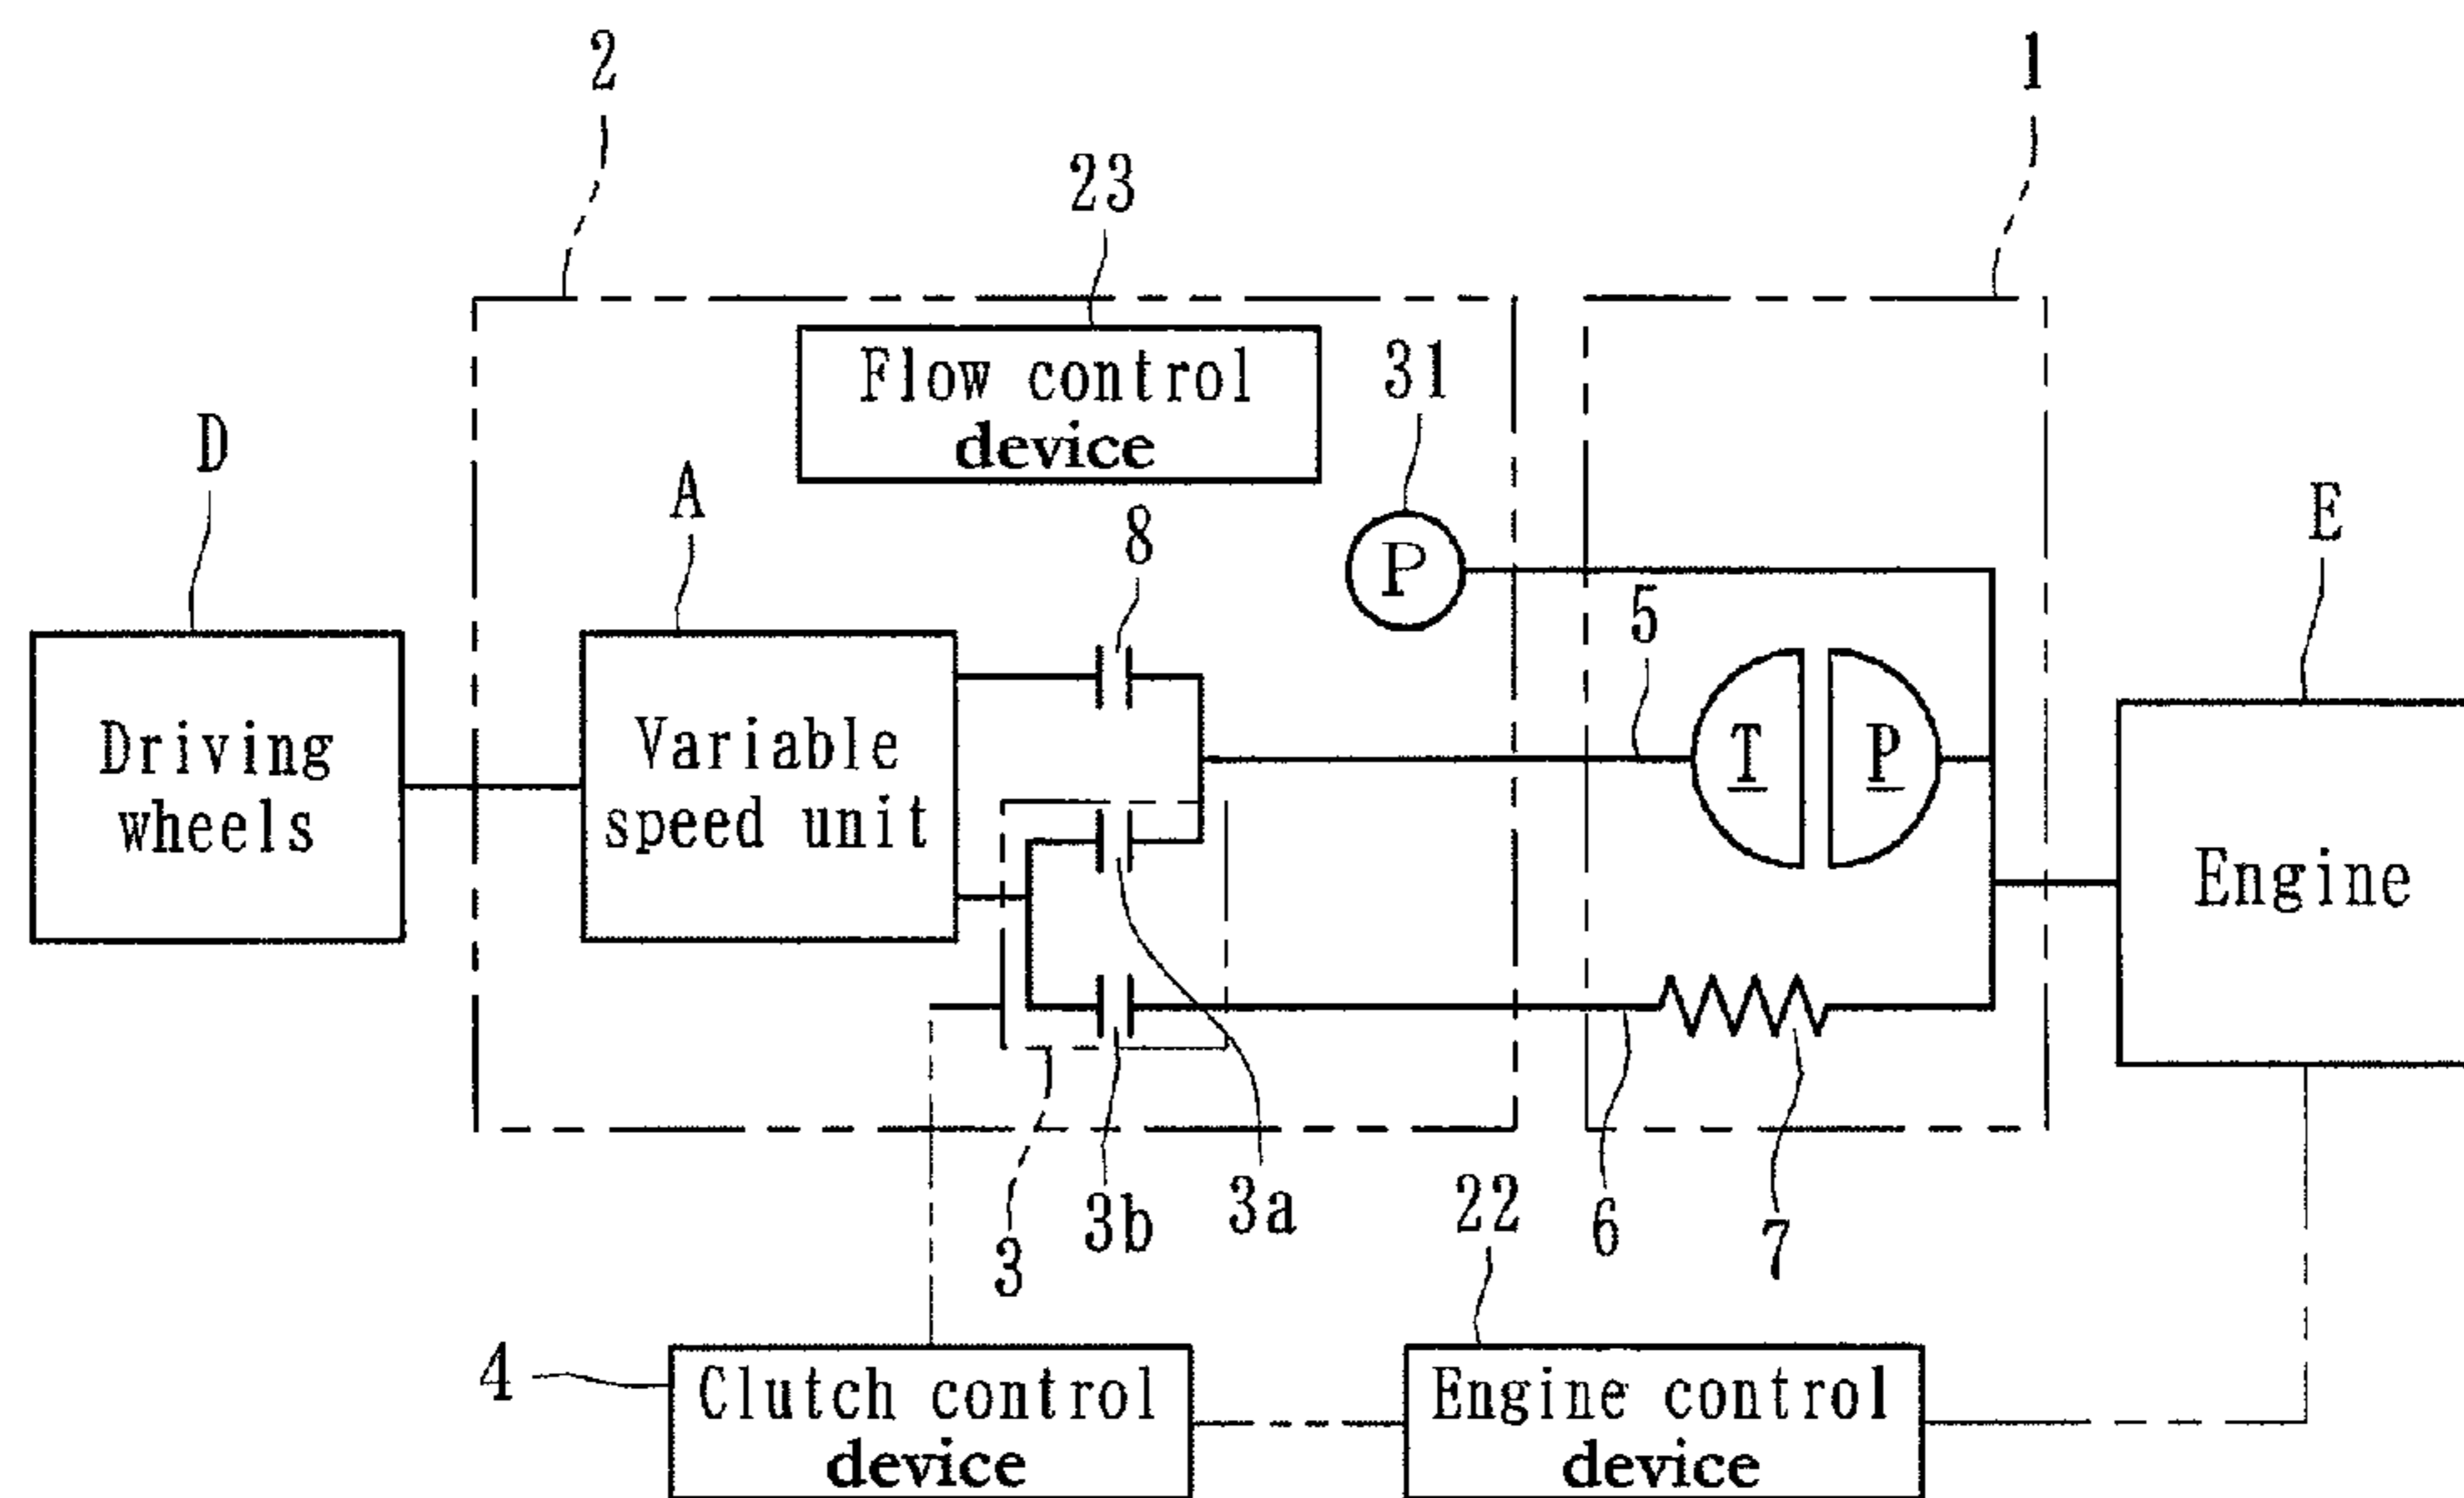 2
1
23
Flow control
device
31
P
D
A
8
5
E
Driving
wheels
Variable
speed unit
T
P
Engine
3
3b
3a
22
6
7
4
Clutch control
device
Engine control
device